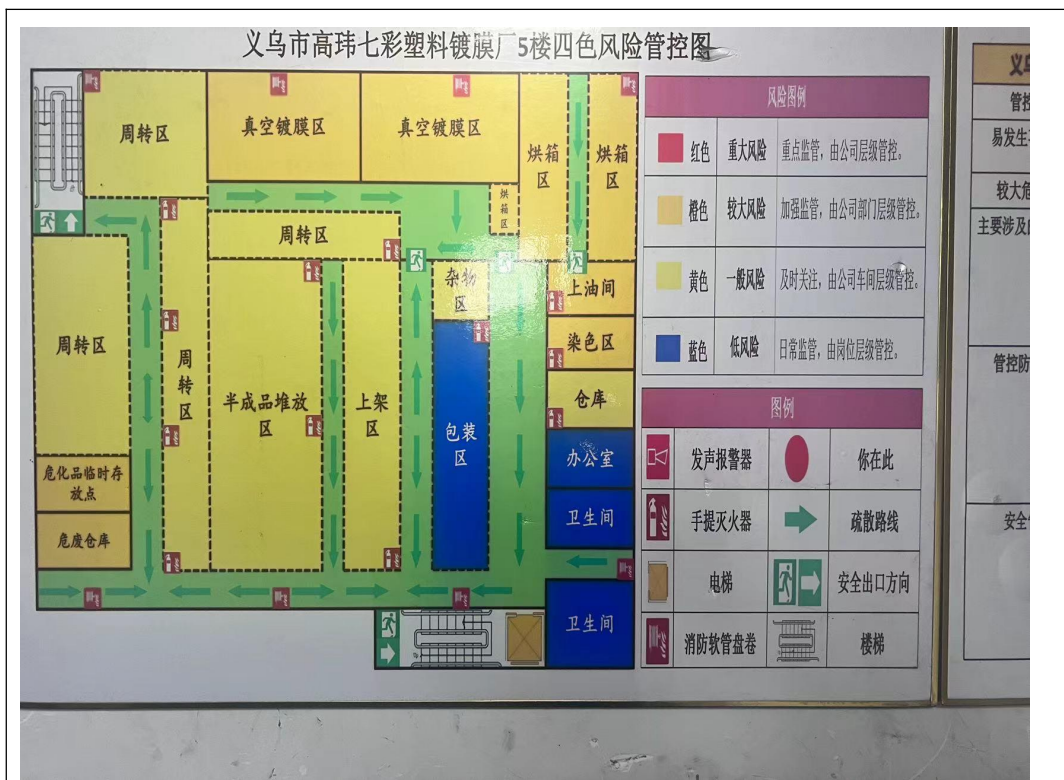 义乌市高玮七彩塑料镀膜厂5楼四色风险管控图
周转区
真空镀膜区
真空镀膜区
烘箱
区
烘箱
区
烘
箱
区
周转区
杂物
区
上油间
染色区
仓库
周转区
周
转
区
半成品堆放
区
上架
区
包装
区
办公室
卫生间
危化品临时存
放点
危废仓库
卫生间
风险图例
红色 重大风险 重点监管，由公司层级管控。
橙色 较大风险 加强监管，由公司部门层级管控。
黄色 一般风险 及时关注，由公司车间层级管控。
蓝色 低风险 日常监管，由岗位层级管控。
图例
发声报警器 你在此
手提灭火器 疏散路线
电梯 安全出口方向
消防软管盘卷 楼梯
义
管控
易发生
较大危
主要涉及
管控防
安全